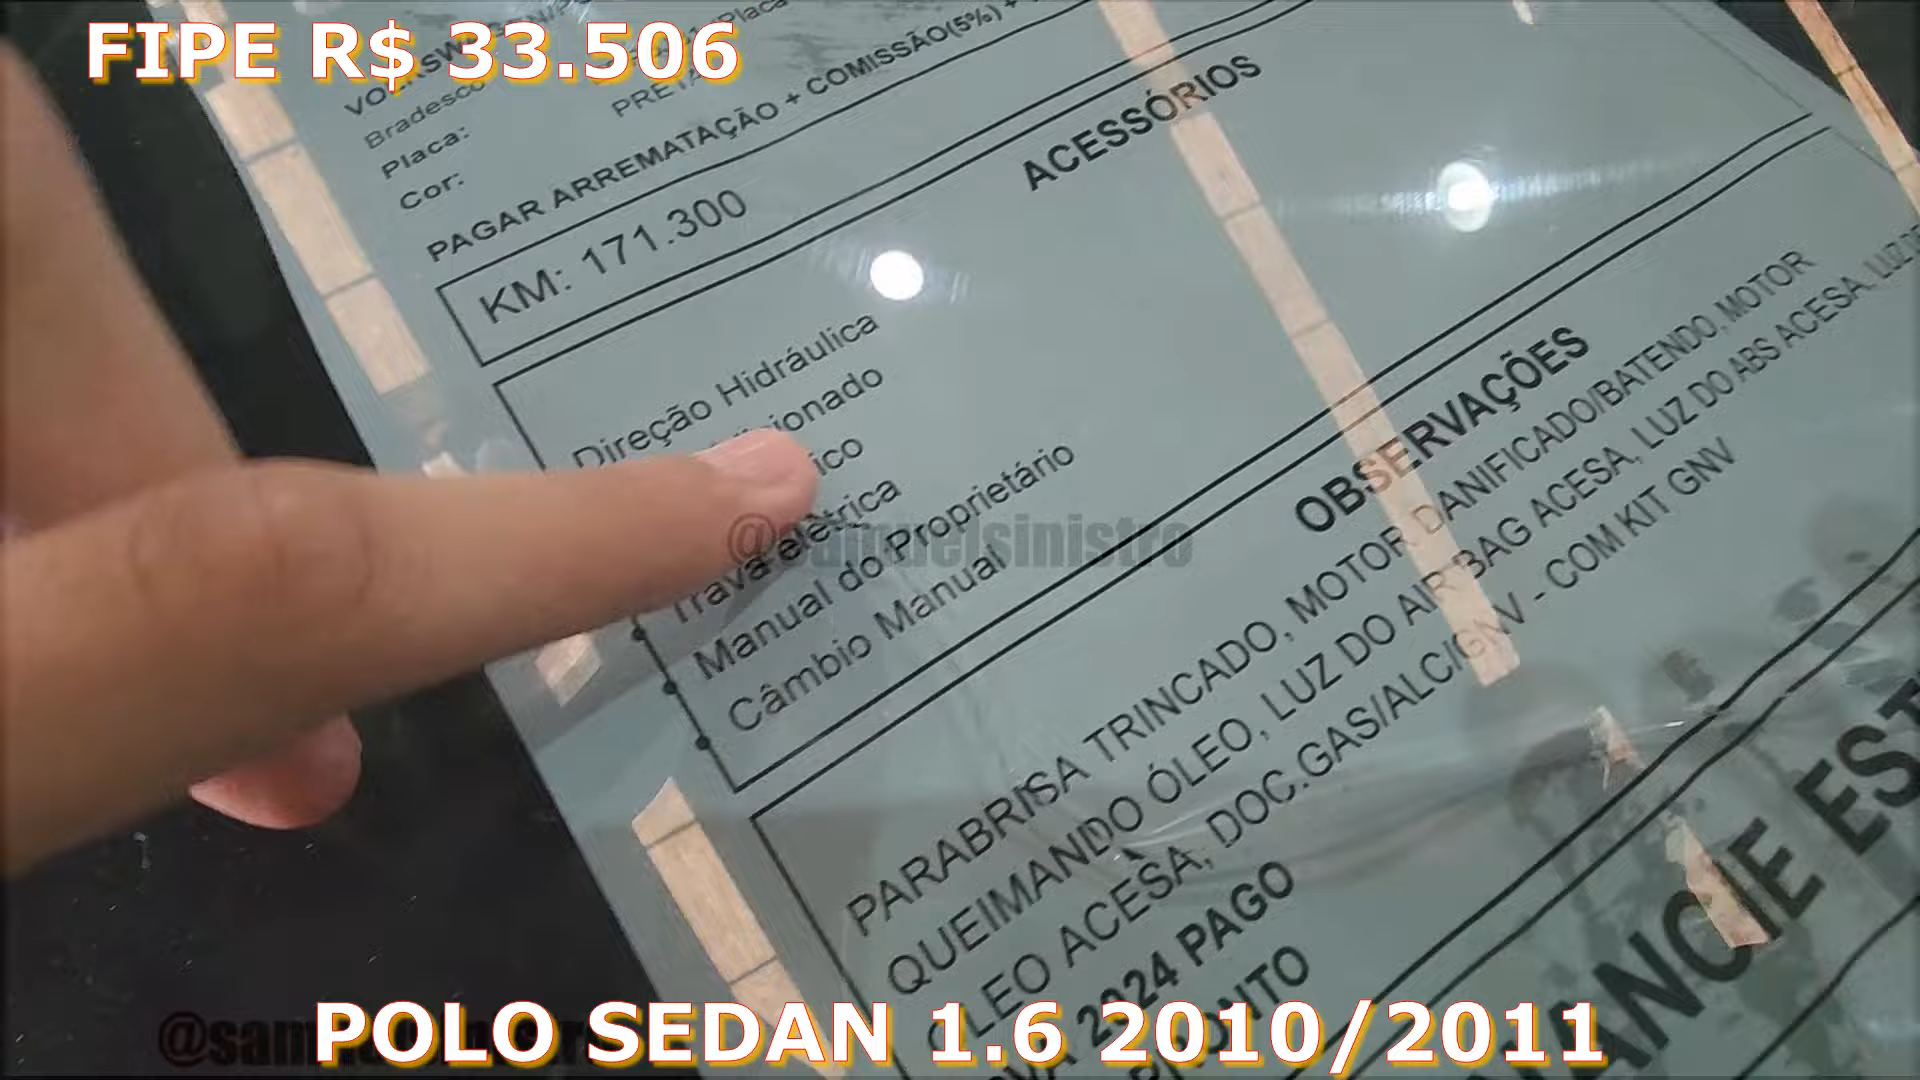 FIPE R$ 33.506
Bradesco
Placa:
Cor: PRETA
PAGAR ARREMATAÇÃO + COMISSÃO(5%) +
KM: 171.300
ACESSÓRIOS
Direção Hidráulica
Trava elétrica
Manual do Proprietário
Câmbio Manual
OBSERVAÇÕES
PARABRISA TRINCADO, MOTOR DANIFICADO/BATENDO, MOTOR
QUEIMANDO ÓLEO, LUZ DO AIR BAG ACESA, LUZ DO ABS ACESA, LUZ DE
ÓLEO ACESA, DOC.GAS/ALC/GNV - COM KIT GNV
2024 PAGO
@samuelsinistro
POLO SEDAN 1.6 2010/2011